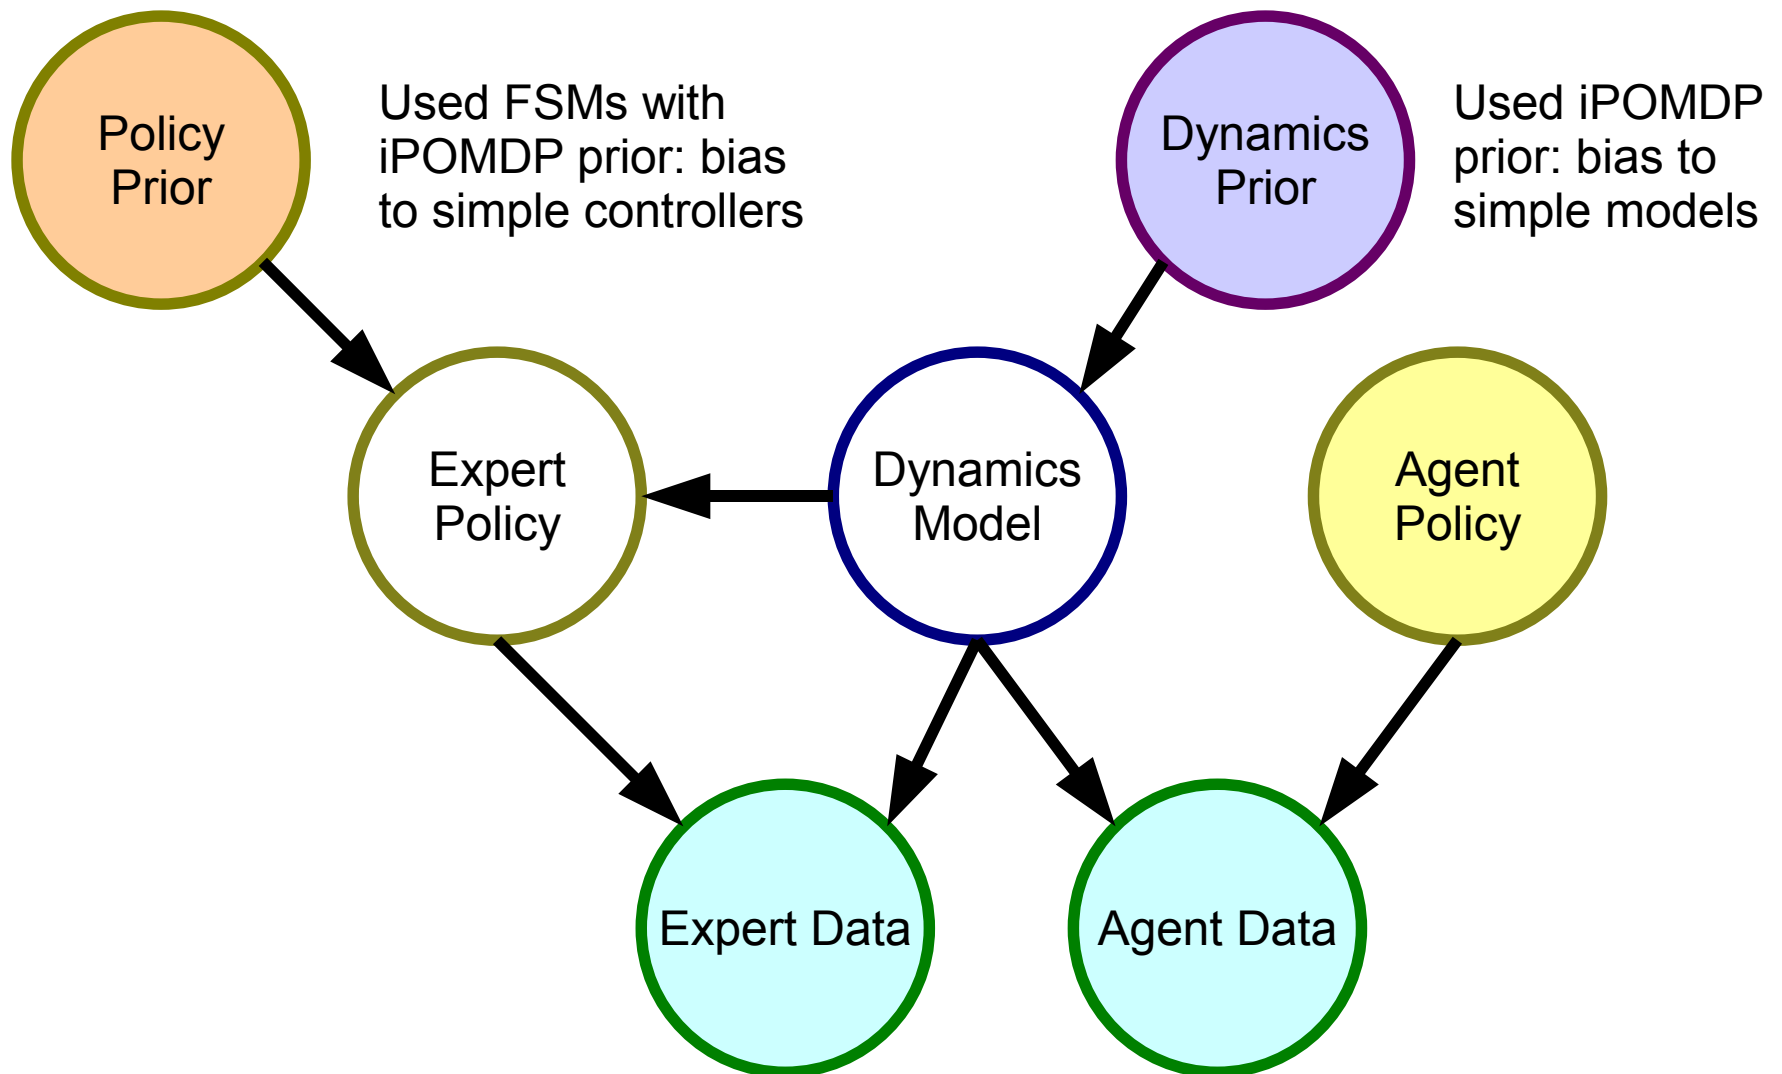 Policy
Prior
Used FSMs with
iPOMDP prior: bias
to simple controllers
Dynamics
Prior
Used iPOMDP
prior: bias to
simple models
Expert
Policy
Dynamics
Model
Agent
Policy
Expert Data
Agent Data